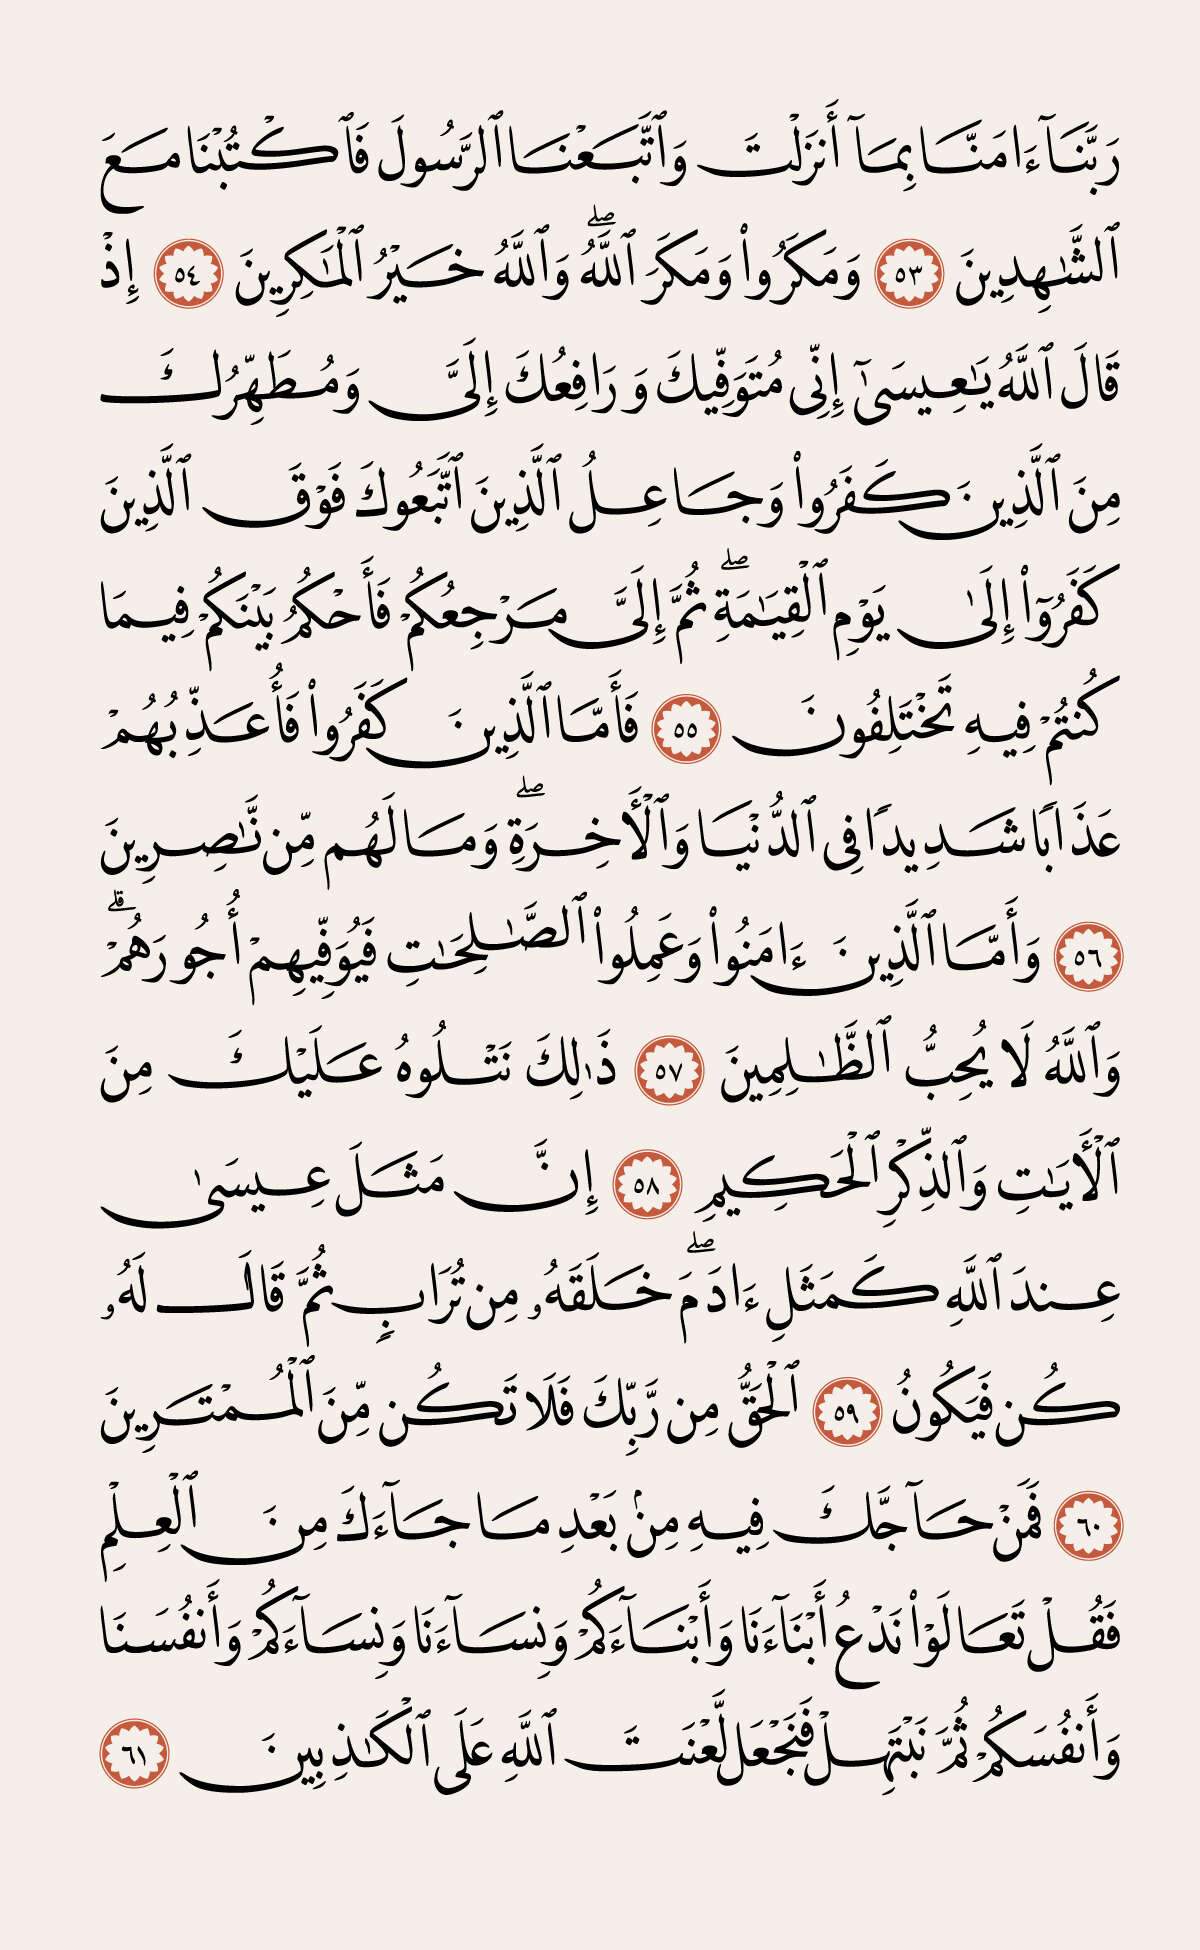 رَبَّنَآ ءَامَنَّا بِمَآ أَنزَلْتَ وَٱتَّبَعْنَا ٱلرَّسُولَ فَٱكْتُبْنَا مَعَ
ٱلشَّٰهِدِينَ ٥٣ وَمَكَرُوا۟ وَمَكَرَ ٱللَّهُ ۖ وَٱللَّهُ خَيْرُ ٱلْمَٰكِرِينَ ٥٤ إِذْ
قَالَ ٱللَّهُ يَٰعِيسَىٰٓ إِنِّى مُتَوَفِّيكَ وَرَافِعُكَ إِلَىَّ وَمُطَهِّرُكَ
مِنَ ٱلَّذِينَ كَفَرُوا۟ وَجَاعِلُ ٱلَّذِينَ ٱتَّبَعُوكَ فَوْقَ ٱلَّذِينَ
كَفَرُوٓا۟ إِلَىٰ يَوْمِ ٱلْقِيَٰمَةِ ۖ ثُمَّ إِلَىَّ مَرْجِعُكُمْ فَأَحْكُمُ بَيْنَكُمْ فِيمَا
كُنتُمْ فِيهِ تَخْتَلِفُونَ ٥٥ فَأَمَّا ٱلَّذِينَ كَفَرُوا۟ فَأُعَذِّبُهُمْ
عَذَابًا شَدِيدًا فِى ٱلدُّنْيَا وَٱلْأَخِرَةِ ۖ وَمَا لَهُم مِّن نَّٰصِرِينَ
٥٦ وَأَمَّا ٱلَّذِينَ ءَامَنُوا۟ وَعَمِلُوا۟ ٱلصَّٰلِحَٰتِ فَيُوَفِّيهِمْ أُجُورَهُمْ ۗ
وَٱللَّهُ لَا يُحِبُّ ٱلظَّٰلِمِينَ ٥٧ ذَٰلِكَ نَتْلُوهُ عَلَيْكَ مِنَ
ٱلْأَيَٰتِ وَٱلذِّكْرِ ٱلْحَكِيمِ ٥٨ إِنَّ مَثَلَ عِيسَىٰ
عِندَ ٱللَّهِ كَمَثَلِ ءَادَمَ ۖ خَلَقَهُۥ مِن تُرَابٍ ثُمَّ قَالَ لَهُۥ
كُن فَيَكُونُ ٥٩ ٱلْحَقُّ مِن رَّبِّكَ فَلَا تَكُن مِّنَ ٱلْمُمْتَرِينَ
٦٠ فَمَنْ حَآجَّكَ فِيهِ مِنۢ بَعْدِ مَا جَآءَكَ مِنَ ٱلْعِلْمِ
فَقُلْ تَعَالَوْا۟ نَدْعُ أَبْنَآءَنَا وَأَبْنَآءَكُمْ وَنِسَآءَنَا وَنِسَآءَكُمْ وَأَنفُسَنَا
وَأَنفُسَكُمْ ثُمَّ نَبْتَهِلْ فَنَجْعَل لَّعْنَتَ ٱللَّهِ عَلَى ٱلْكَٰذِبِينَ ٦١